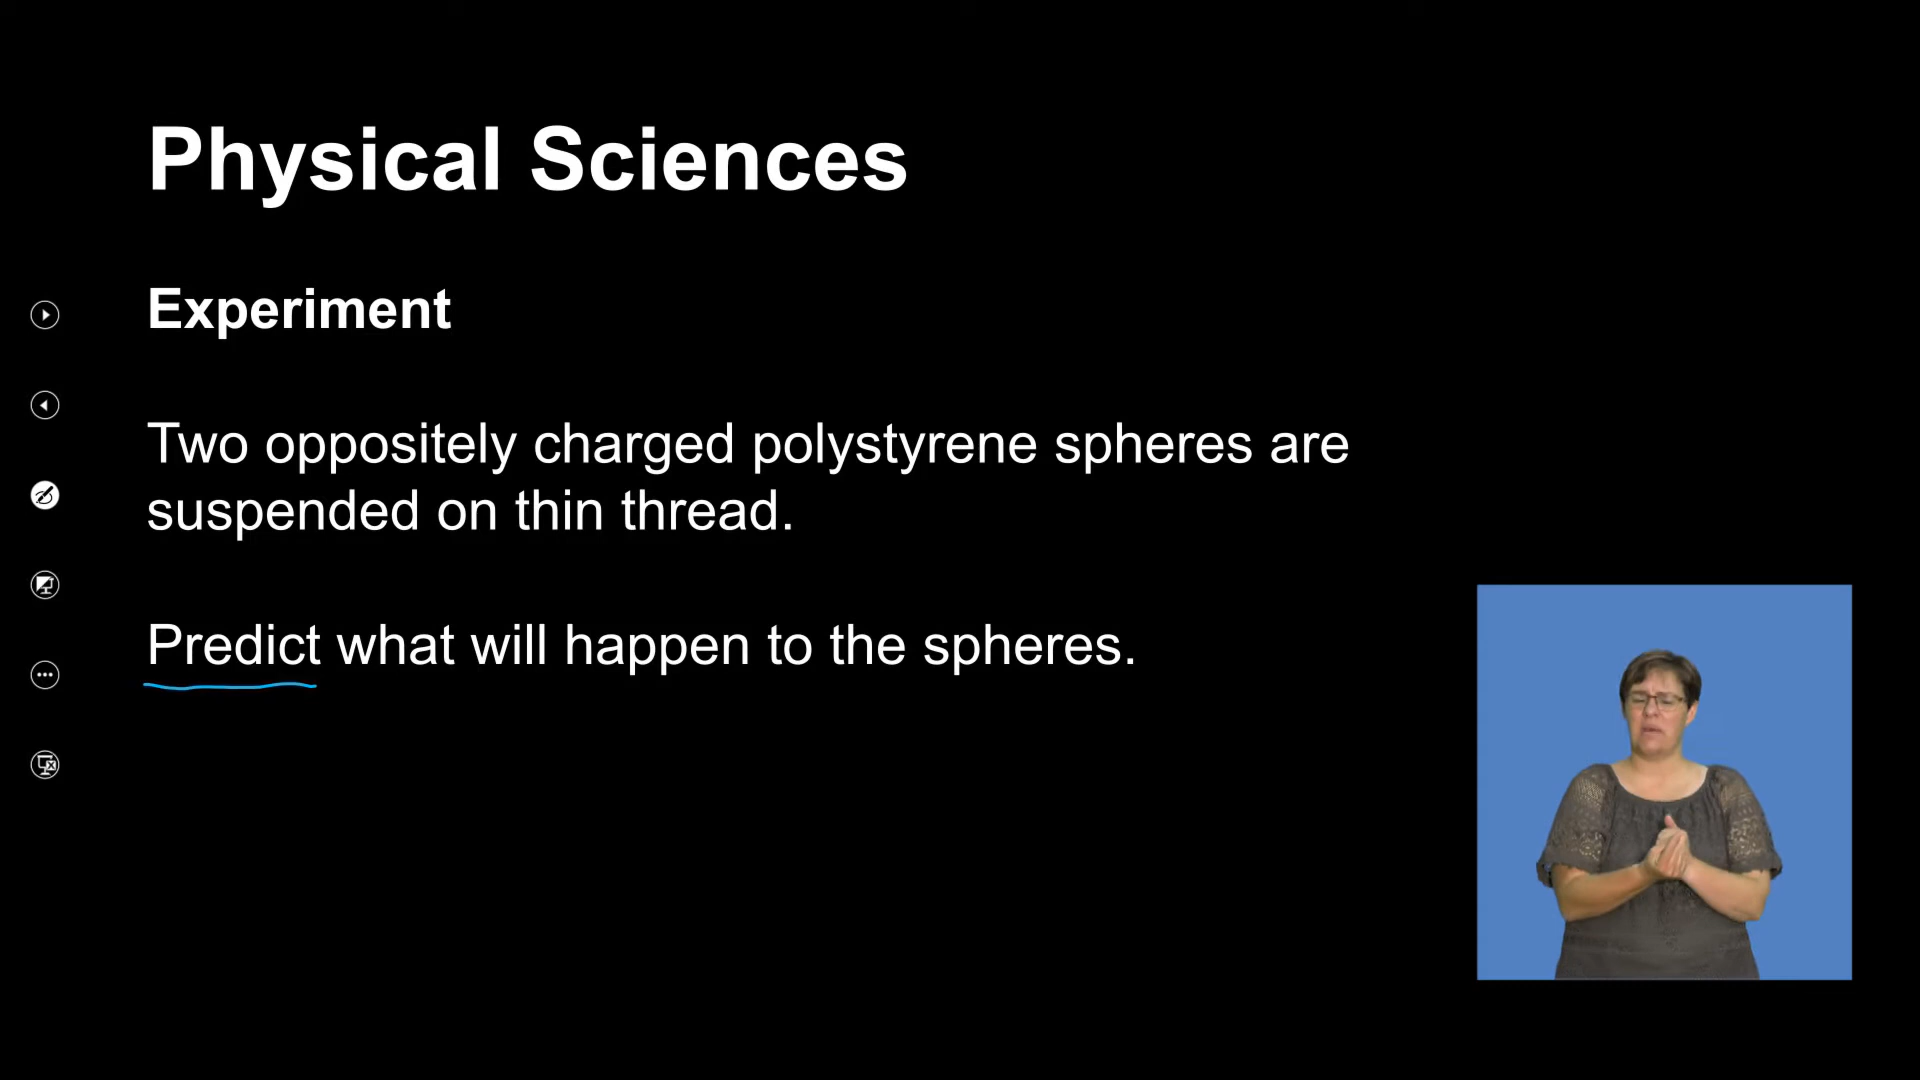 Physical Sciences
Experiment
Two oppositely charged polystyrene spheres are
suspended on thin thread.
Predict what will happen to the spheres.